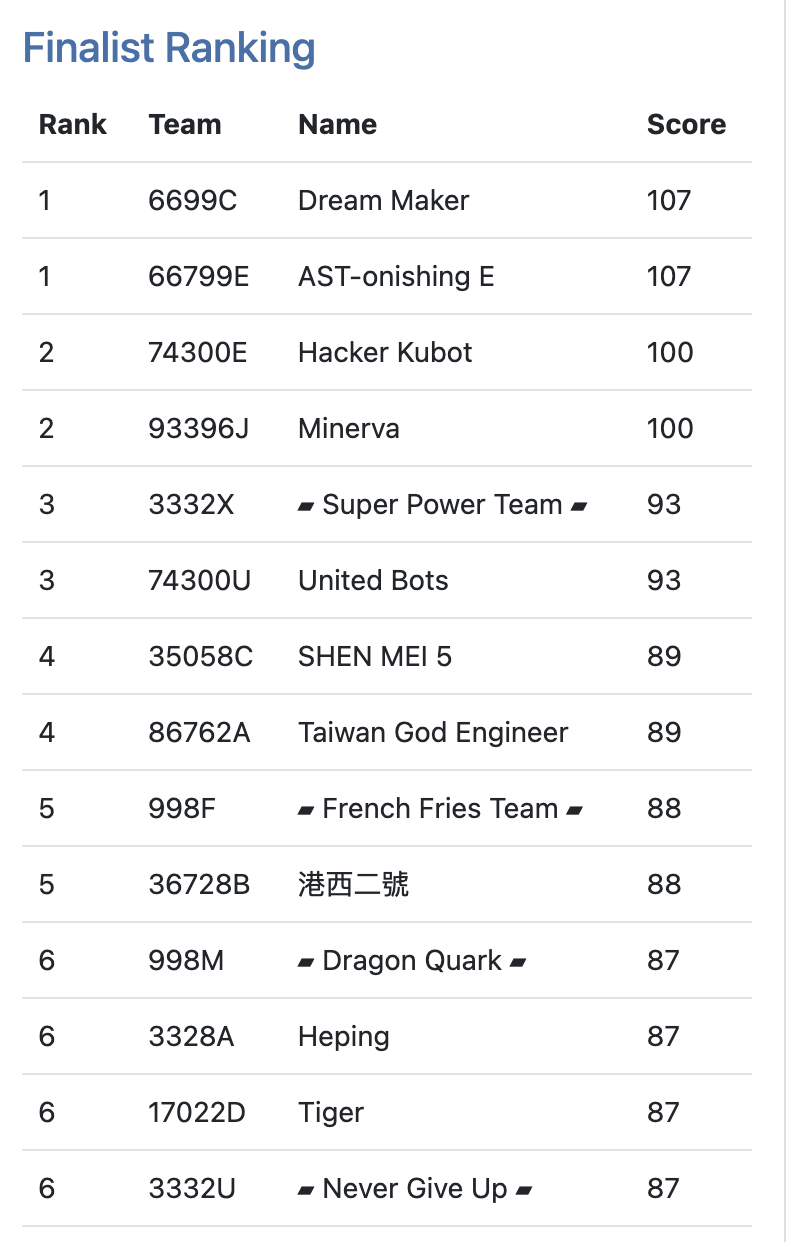 Finalist Ranking
Rank Team Name Score
1 6699C Dream Maker 107
1 66799E AST-onishing E 107
2 74300E Hacker Kubot 100
2 93396J Minerva 100
3 3332X ▰ Super Power Team ▰ 93
3 74300U United Bots 93
4 35058C SHEN MEI 5 89
4 86762A Taiwan God Engineer 89
5 998F ▰ French Fries Team ▰ 88
5 36728B 港西二號 88
6 998M ▰ Dragon Quark ▰ 87
6 3328A Heping 87
6 17022D Tiger 87
6 3332U ▰ Never Give Up ▰ 87